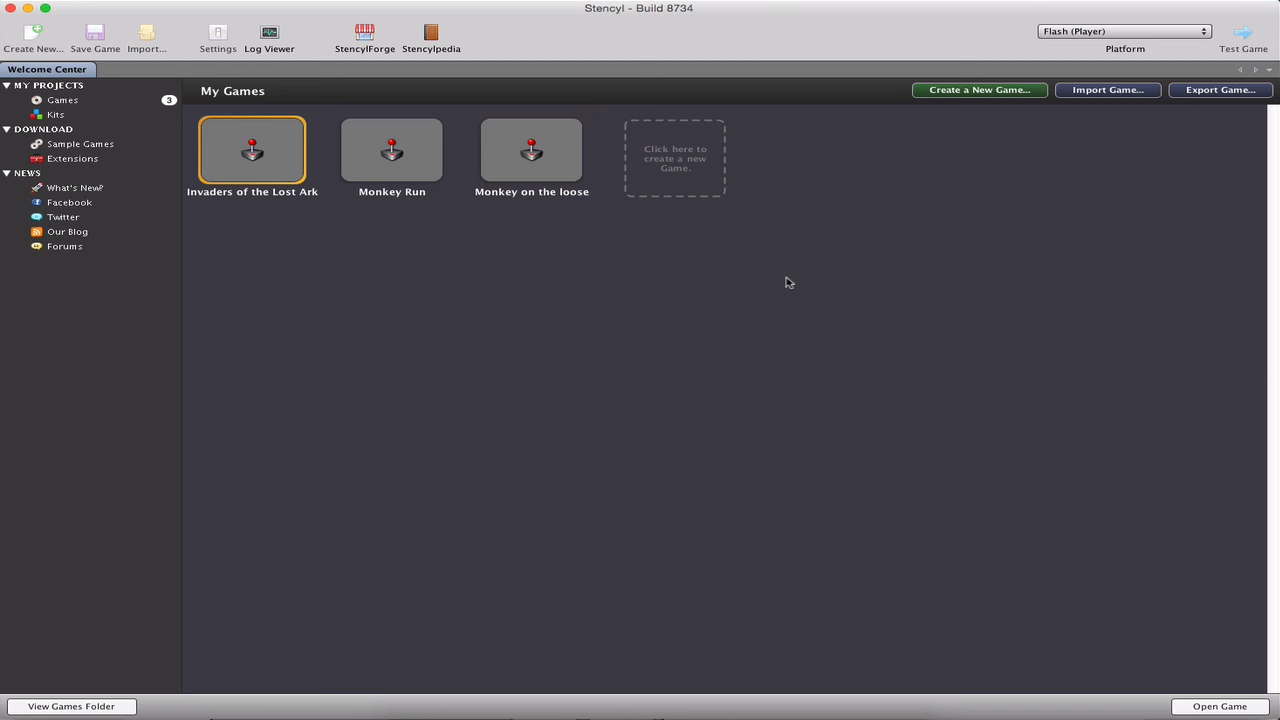 Stencyl - Build 8734
Create New...
Save Game
Import...
Settings
Log Viewer
StencylForge
Stencylpedia
Flash (Player)
Platform
Test Game
Welcome Center
MY PROJECTS
Games
3
Kits
DOWNLOAD
Sample Games
Extensions
NEWS
What's New?
Facebook
Twitter
Our Blog
Forums
My Games
Create a New Game...
Import Game...
Export Game...
Invaders of the Lost Ark
Monkey Run
Monkey on the loose
Click here to
create a new
Game.
View Games Folder
Open Game